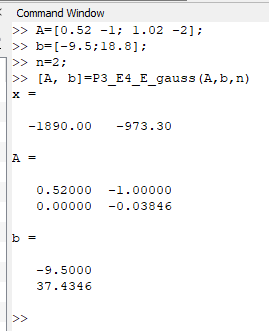 Command Window
>> A=[0.52 -1; 1.02 -2];
>> b=[-9.5;18.8];
>> n=2;
>> [A, b]=P3_E4_E_gauss(A,b,n)
x =
-1890.00 -973.30
A =
0.52000 -1.00000
0.00000 -0.03846
b =
-9.5000
37.4346
>>